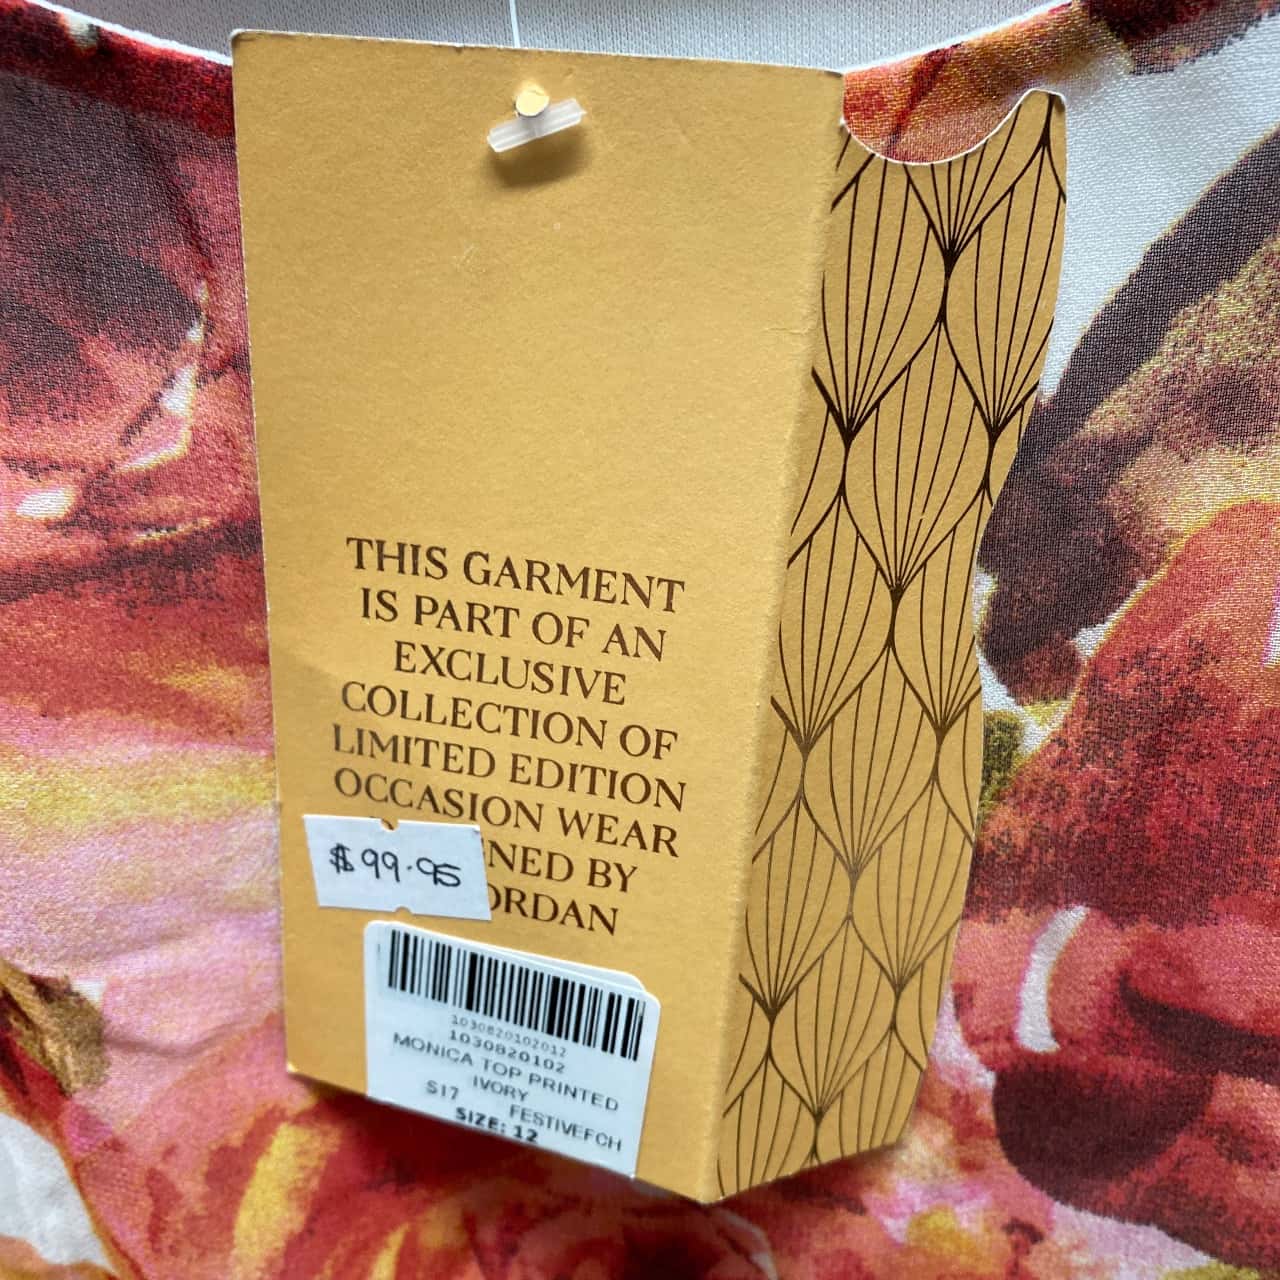 THIS GARMENT
IS PART OF AN
EXCLUSIVE
COLLECTION OF
LIMITED EDITION
OCCASION WEAR
NED BY
ORDAN
$99.95
1030820102012
1030820102
MONICA TOP PRINTED
IVORY
S17 FESTIVEFCH
SIZE: 12